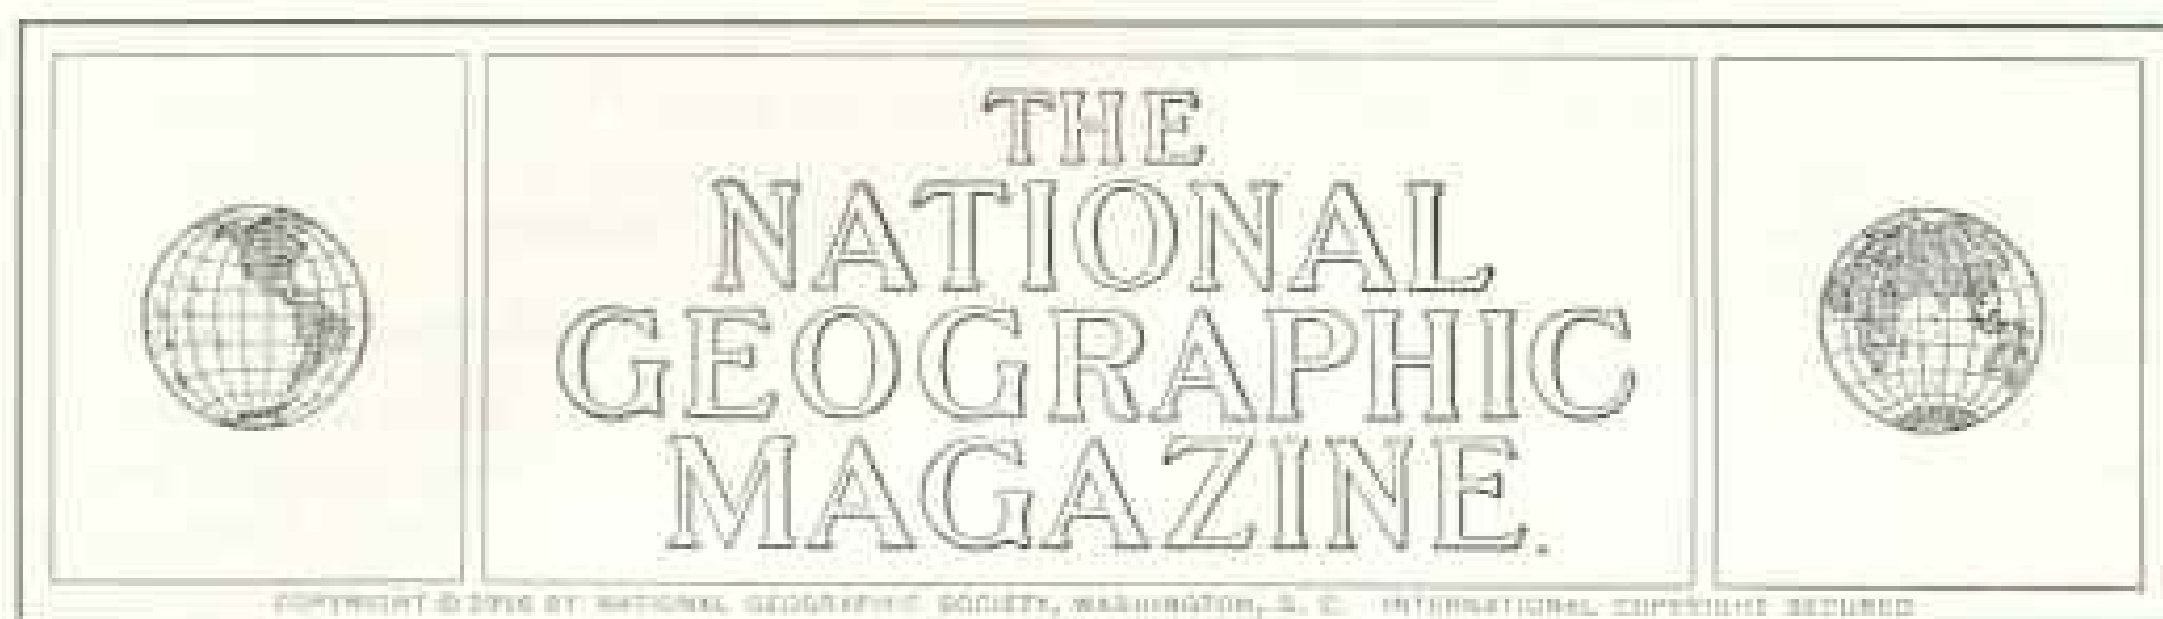 THE
NATIONAL
GEOGRAPHIC
MAGAZINE.
COPYRIGHT © BY NATIONAL GEOGRAPHIC SOCIETY, WASHINGTON, D. C. INTERNATIONAL COPYRIGHT SECURED